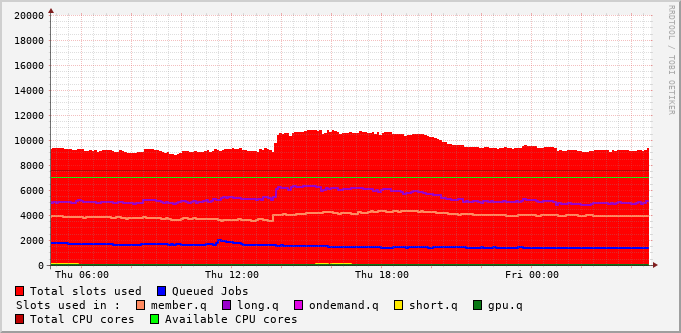 20000
18000
16000
14000
12000
10000
8000
6000
4000
2000
0
Thu 06:00 Thu 12:00 Thu 18:00 Fri 00:00
Total slots used Queued Jobs
Slots used in : member.q long.q ondemand.q short.q gpu.q
Total CPU cores Available CPU cores
RRDTOOL / TOBI OETIKER